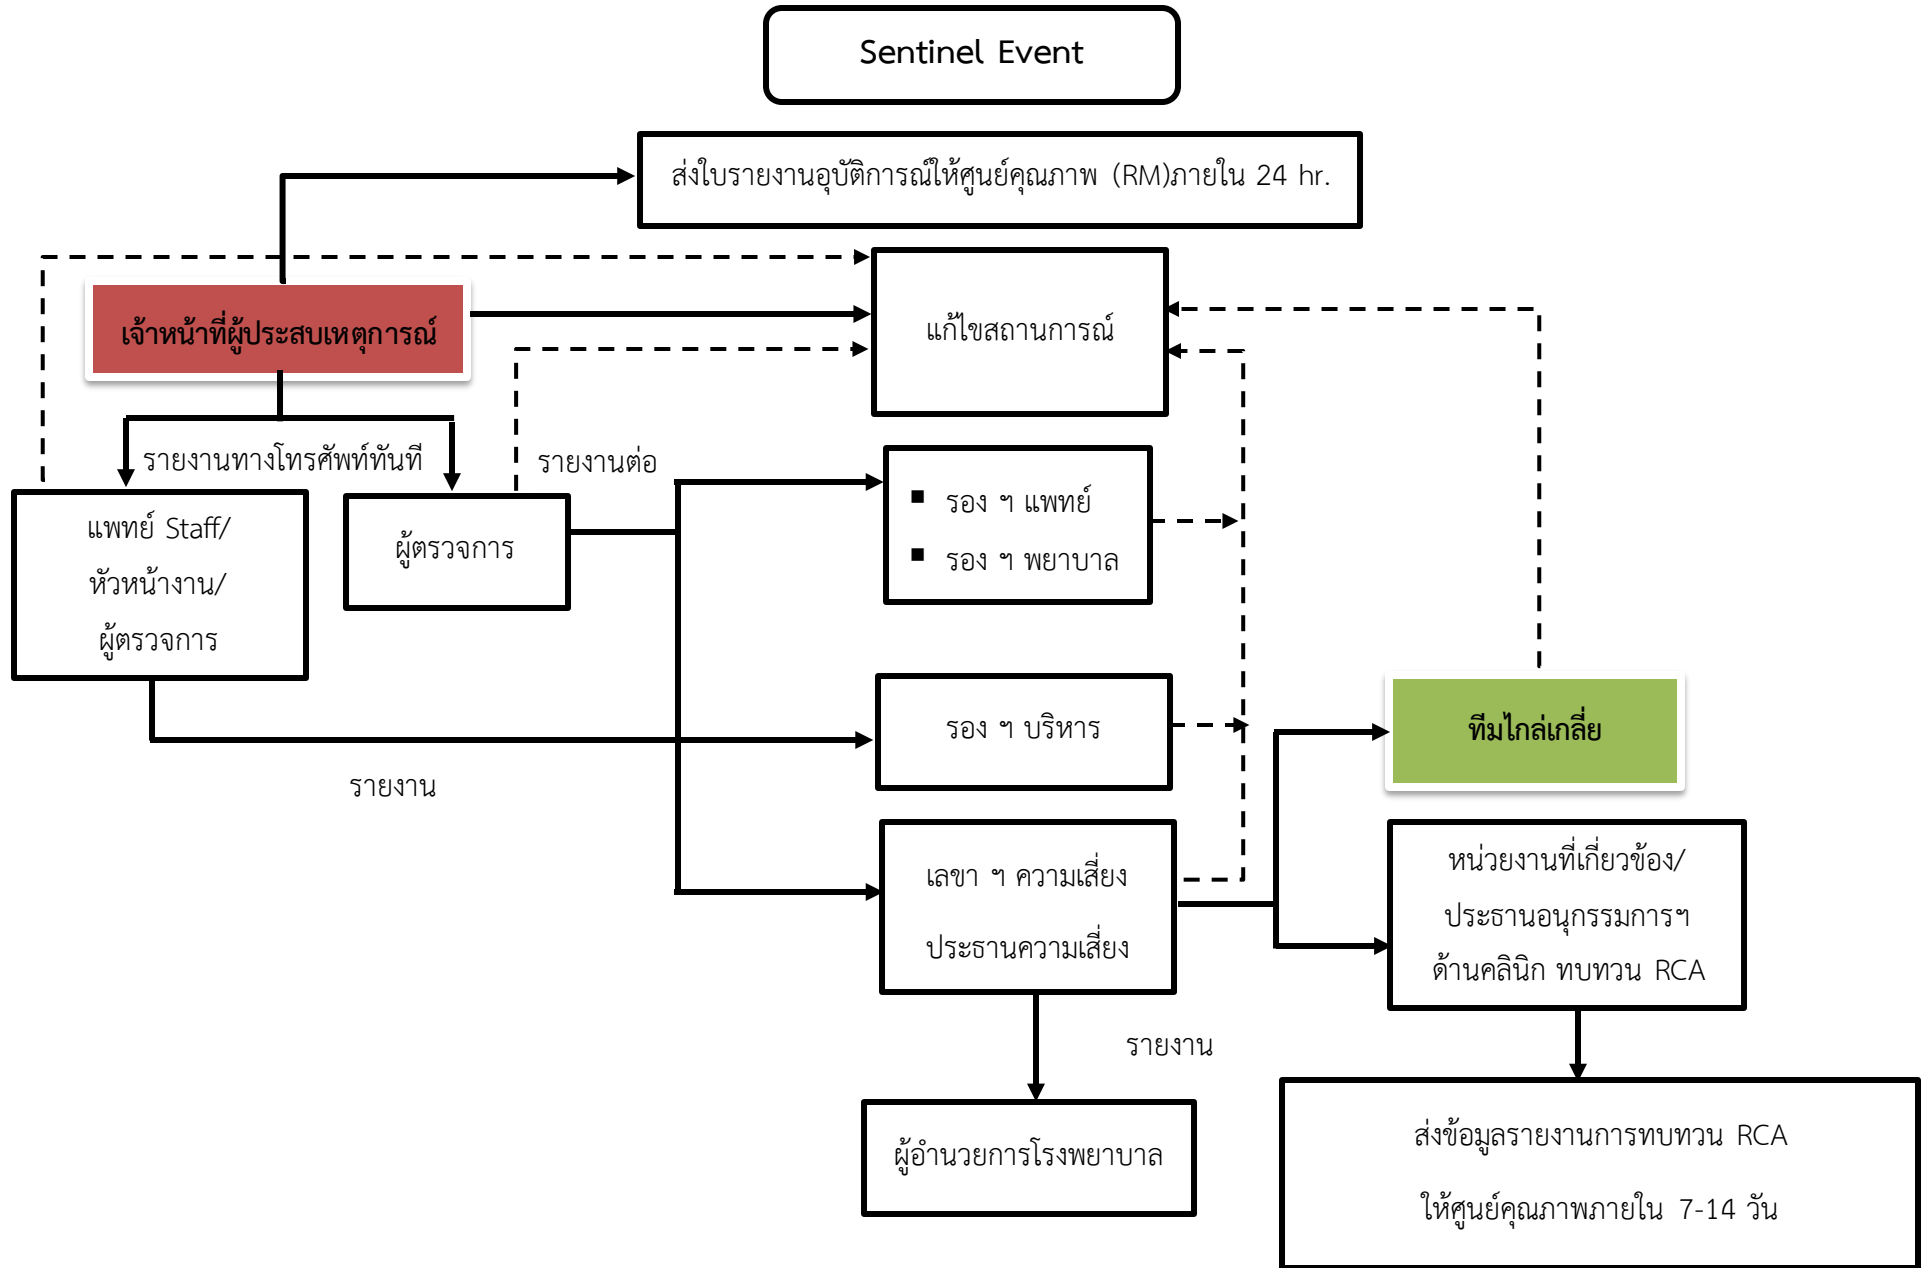 Sentinel Event
ส่งใบรายงานอุบัติการณ์ให้ศูนย์คุณภาพ (RM)ภายใน 24 hr.
เจ้าหน้าที่ผู้ประสบเหตุการณ์
แก้ไขสถานการณ์
รายงานทางโทรศัพท์ทันที
รายงานต่อ
แพทย์ Staff/
หัวหน้างาน/
ผู้ตรวจการ
ผู้ตรวจการ
▪ รอง ฯ แพทย์
▪ รอง ฯ พยาบาล
รอง ฯ บริหาร
รายงาน
ทีมไกล่เกลี่ย
เลขา ฯ ความเสี่ยง
ประธานความเสี่ยง
หน่วยงานที่เกี่ยวข้อง/
ประธานอนุกรรมการฯ
ด้านคลินิก ทบทวน RCA
รายงาน
ผู้อำนวยการโรงพยาบาล
ส่งข้อมูลรายงานการทบทวน RCA
ให้ศูนย์คุณภาพภายใน 7-14 วัน